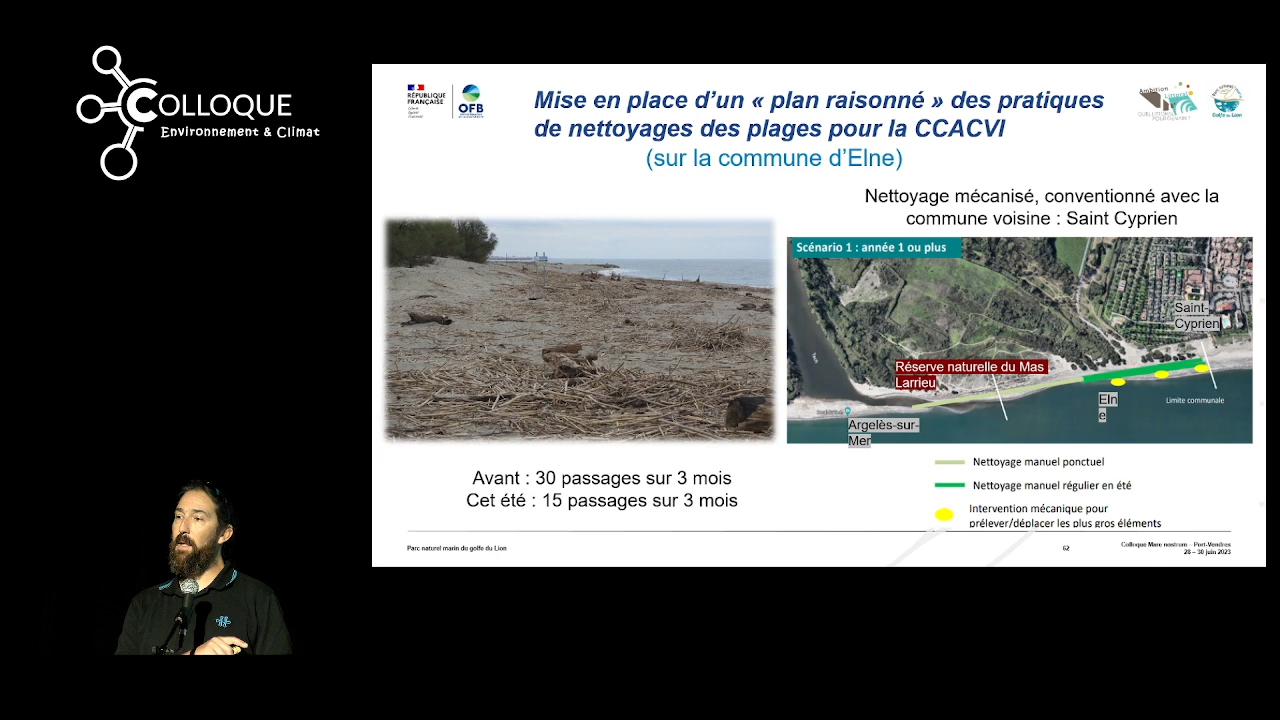 COLLOQUE
Environnement & Climat
RÉPUBLIQUE
FRANÇAISE
OFB
Mise en place d'un « plan raisonné » des pratiques
de nettoyages des plages pour la CCACVI
(sur la commune d'Elne)
Ambition
Littoral
Golfe du Lion
Nettoyage mécanisé, conventionné avec la
commune voisine : Saint Cyprien
Scénario 1 : année 1 ou plus
Saint-
Cyprien
Réserve naturelle du Mas
Larrieu
Eln
e
Limite communale
Argelès-sur-
Mer
Avant : 30 passages sur 3 mois
Cet été : 15 passages sur 3 mois
Nettoyage manuel ponctuel
Nettoyage manuel régulier en été
Intervention mécanique pour
prélever/déplacer les plus gros éléments
Parc naturel marin du golfe du Lion
62
Colloque Mare nostrum – Port-Vendres
28 – 30 juin 2023